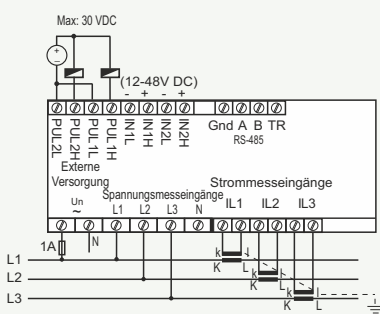 Max: 30 VDC
+
-
(12-48V DC)
- + - +
PUL2L PUL2H PUL1L PUL1H IN1L IN1H IN2L IN2H
Gnd A B TR
RS-485
Externe
Versorgung
Un
~
Spannungsmesseingänge
L1 L2 L3 N
Strommesseingänge
IL1 IL2 IL3
1A
N
L1
k l
K L
L2
k l
K L
L3
k l
K L